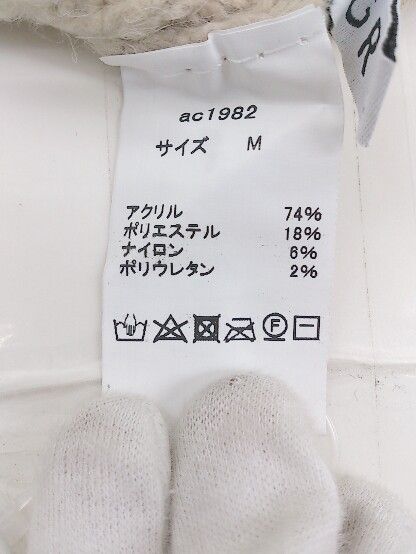 ac1982
サイズ M
アクリル 74%
ポリエステル 18%
ナイロン 6%
ポリウレタン 2%
F